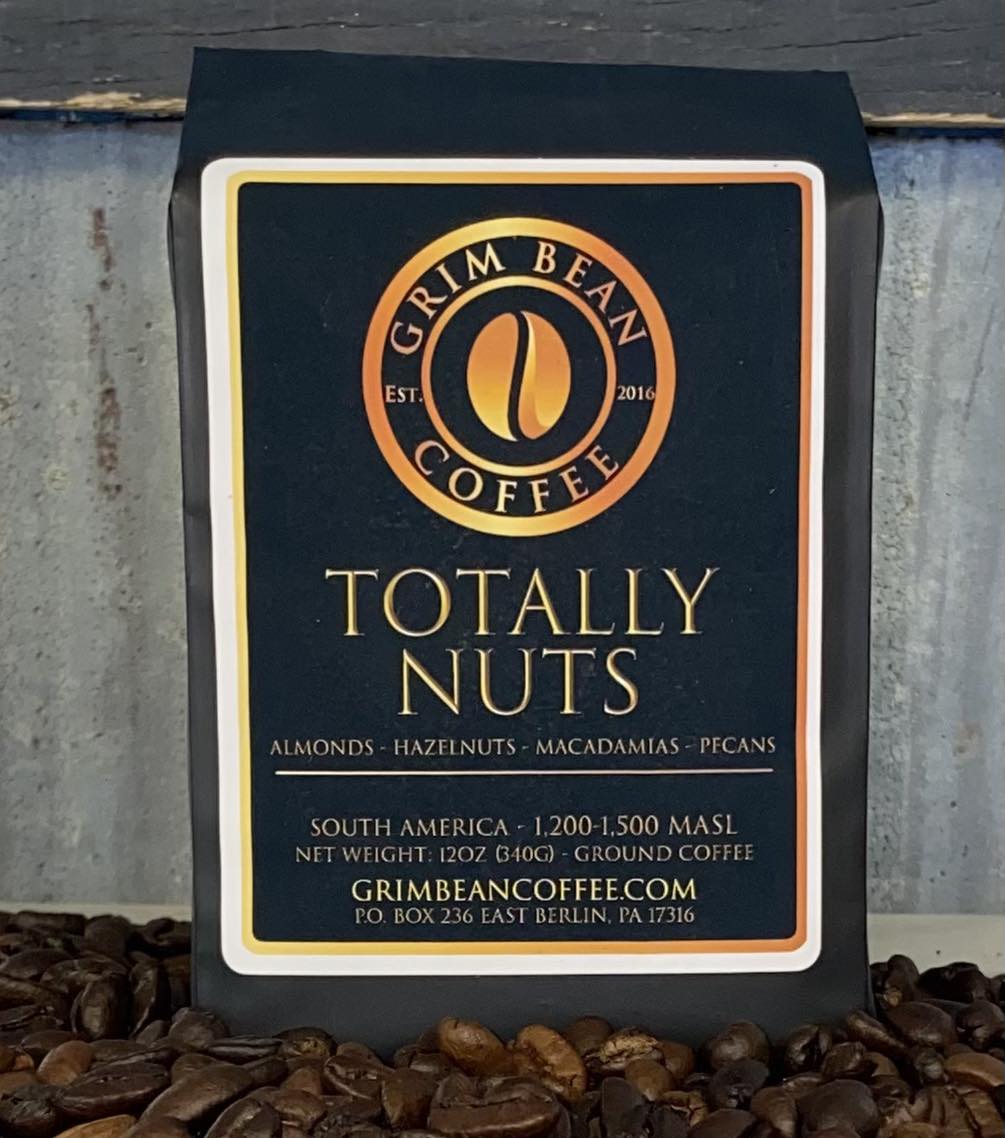 GRIM BEAN
EST. 2016
COFFEE
TOTALLY
NUTS
ALMONDS - HAZELNUTS - MACADAMIAS - PECANS
SOUTH AMERICA - 1,200-1,500 MASL
NET WEIGHT: 12OZ (340G) - GROUND COFFEE
GRIMBEANCOFFEE.COM
P.O. BOX 236 EAST BERLIN, PA 17316